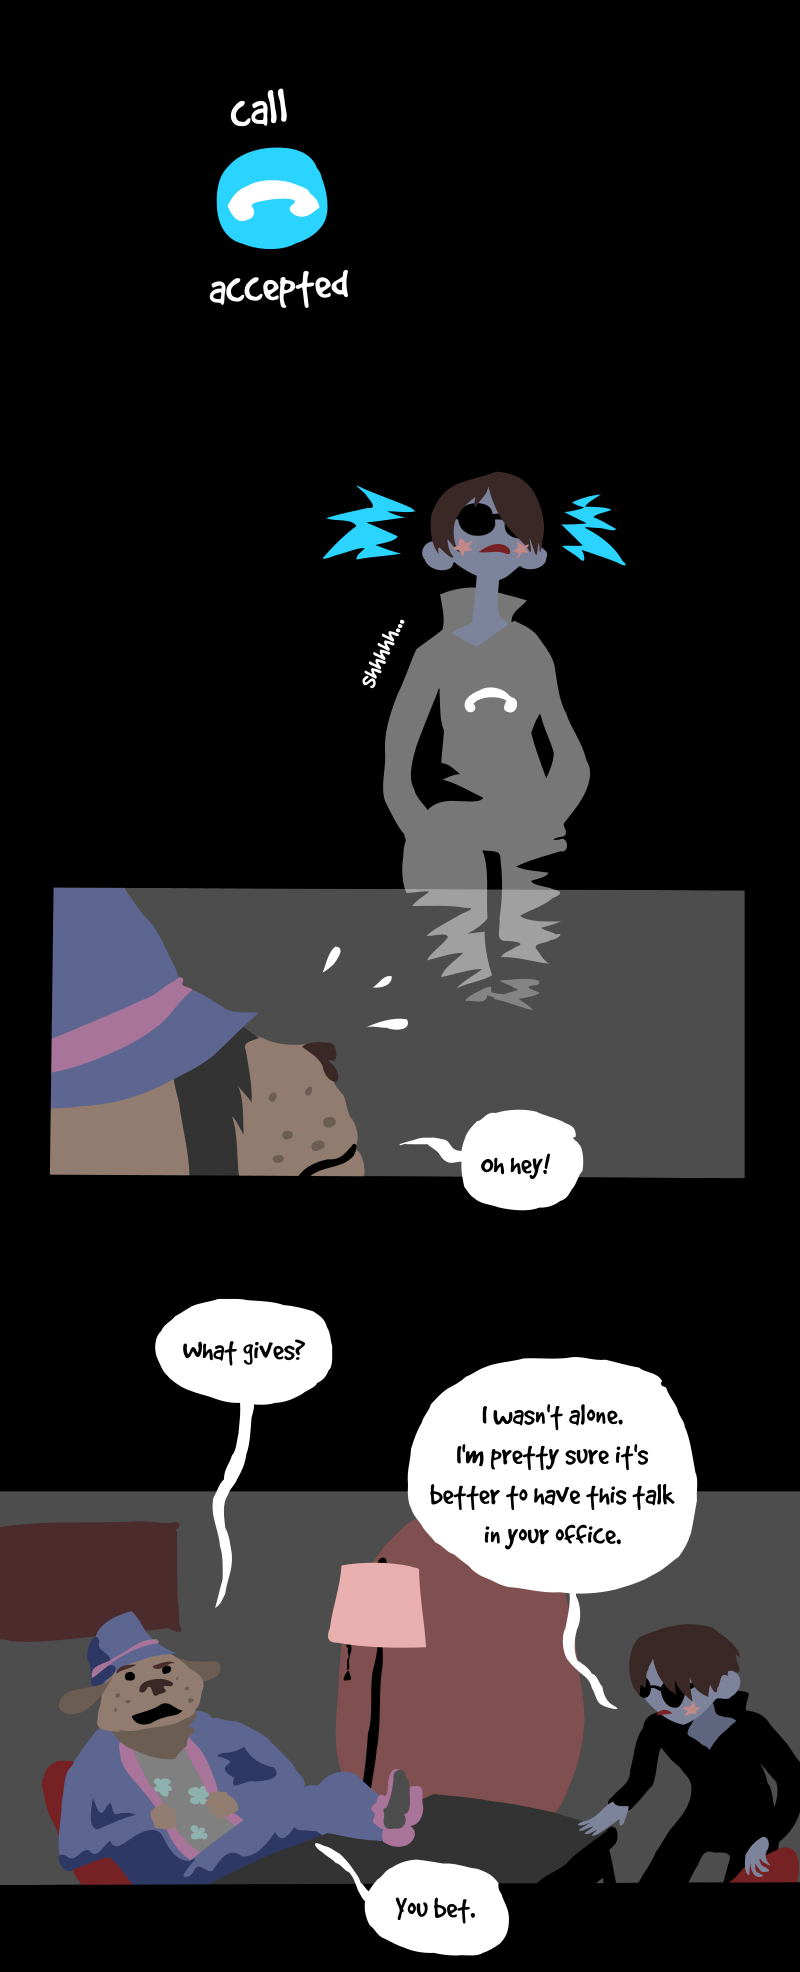 call
accepted
shhhhh...
Oh hey!
What gives?
I wasn't alone.
I'm pretty sure it's
better to have this talk
in your office.
You bet.